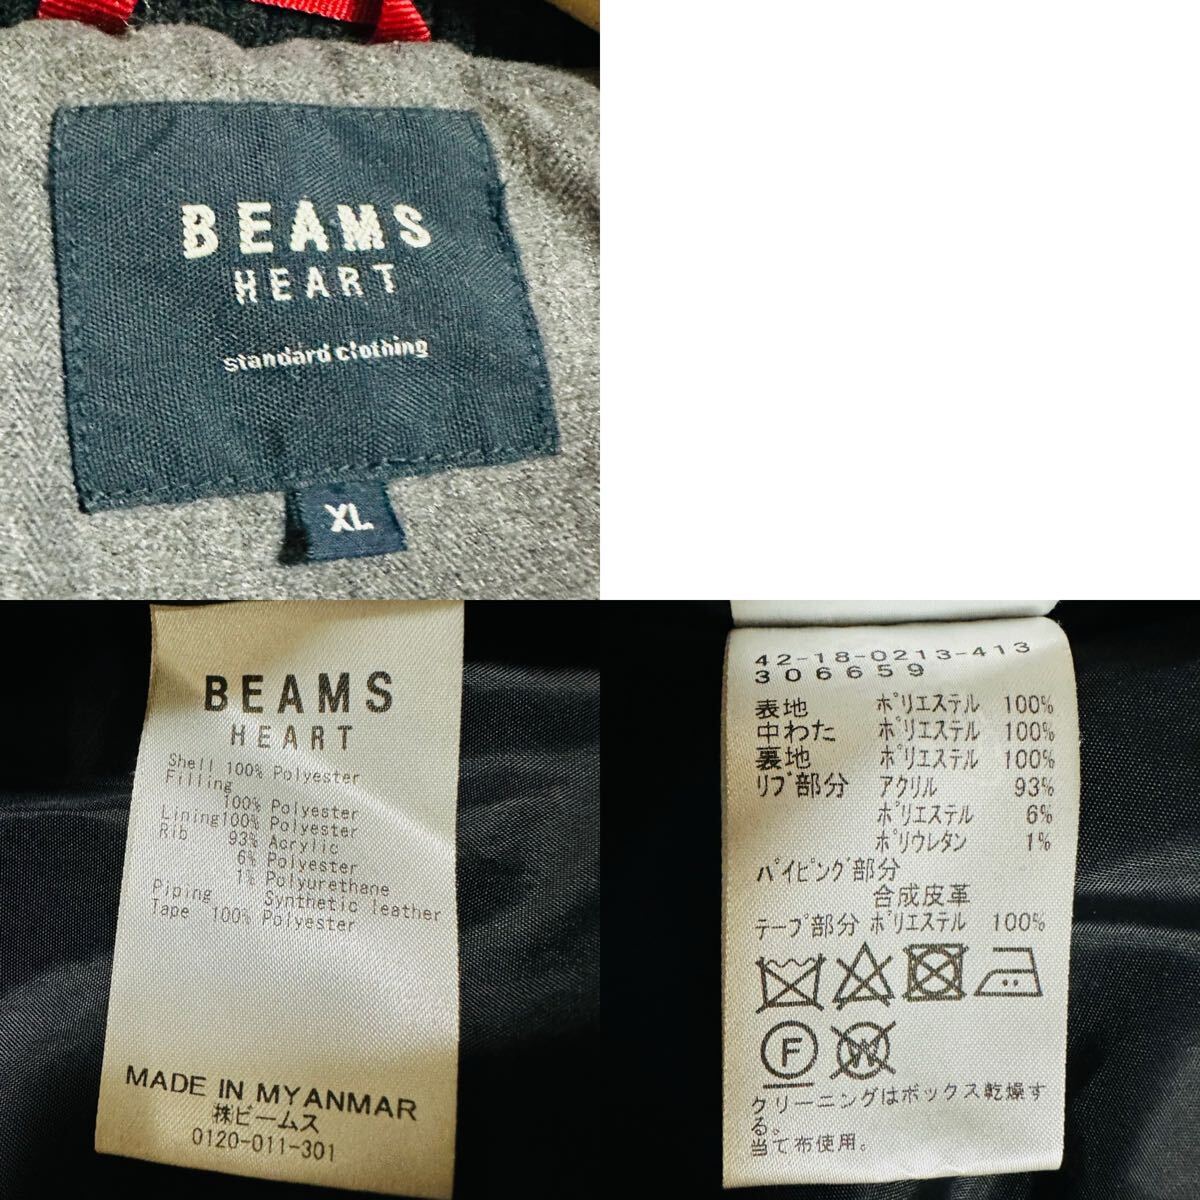 BEAMS
HEART
standard clothing
XL
BEAMS
HEART
Shell 100% Polyester
Filling
100% Polyester
Lining100% Polyester
Rib 93% Acrylic
6% Polyester
1% Polyurethane
Piping Synthetic leather
Tape 100% Polyester
MADE IN MYANMAR
㈱ビームス
0120-011-301
42-18-0213-413
306659
表地 ポリエステル 100%
中わた ポリエステル 100%
裏地 ポリエステル 100%
リブ部分 アクリル 93%
ポリエステル 6%
ポリウレタン 1%
パイピング部分
合成皮革
テープ部分 ポリエステル 100%
F
W
クリーニングはボックス乾燥す
る。
当て布使用。